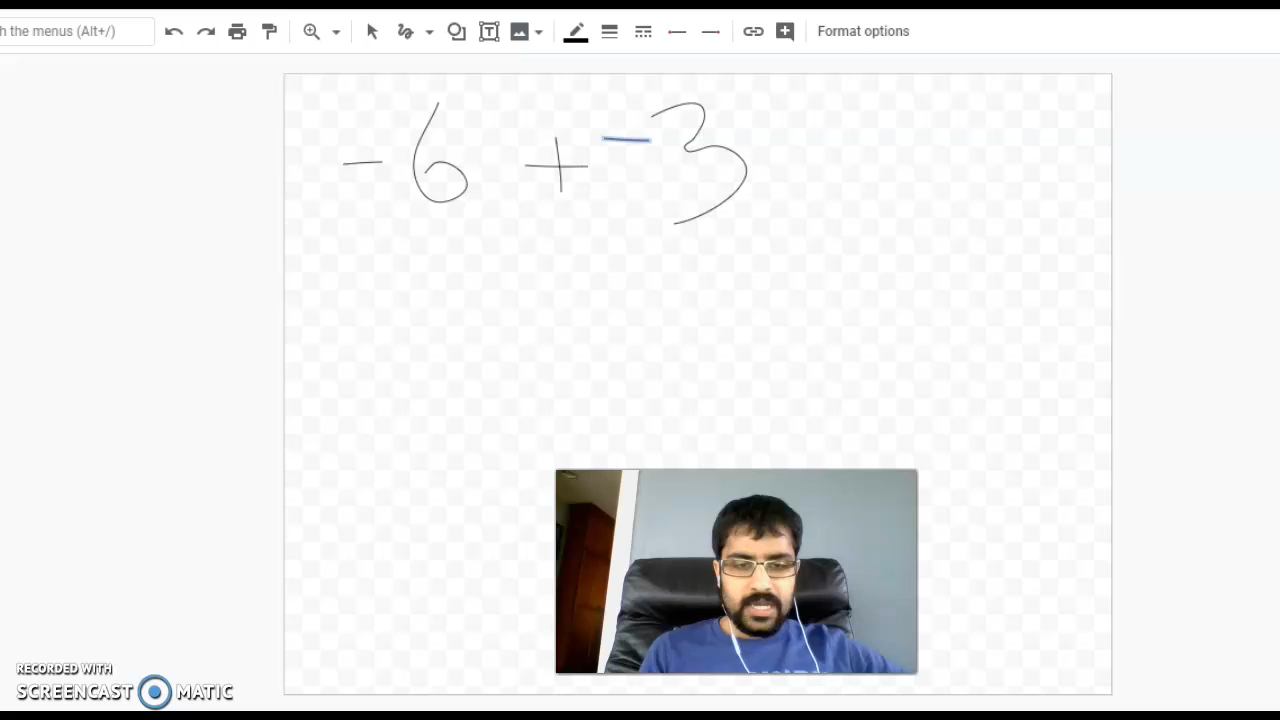 h the menus (Alt+/)
Format options
-6 + -3
RECORDED WITH
SCREENCAST MATIC